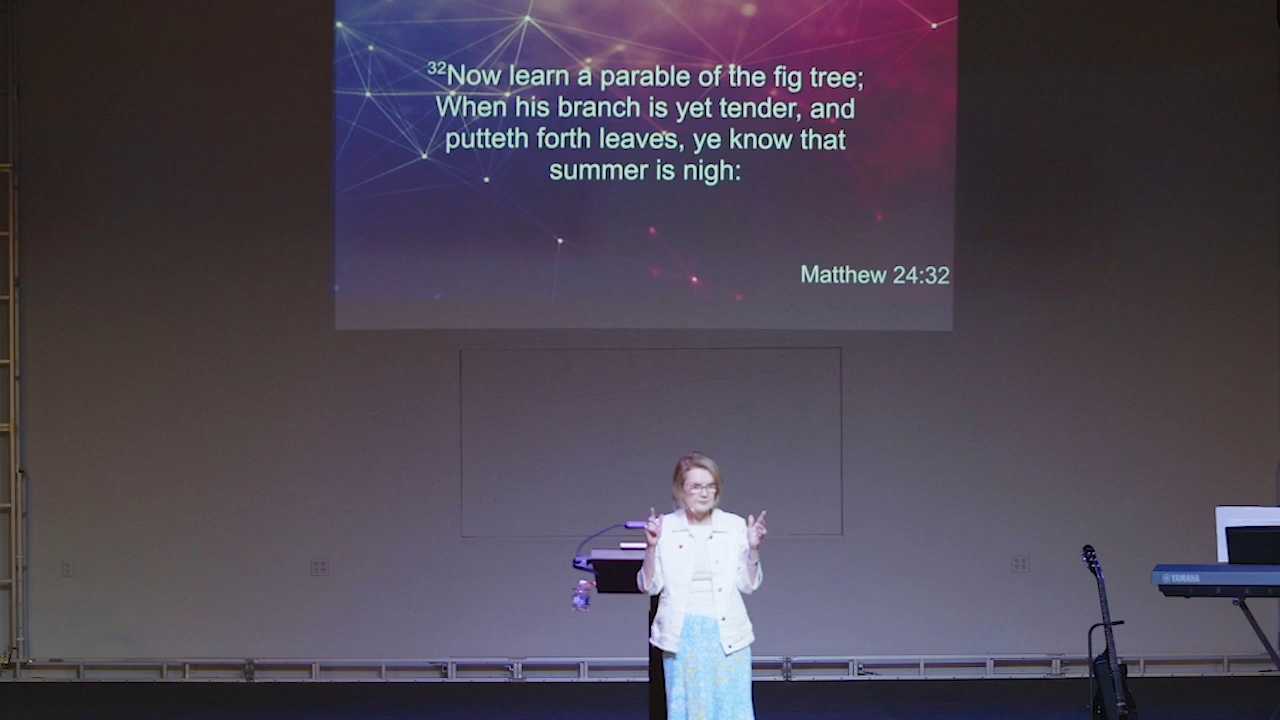 ³²Now learn a parable of the fig tree;
When his branch is yet tender, and
putteth forth leaves, ye know that
summer is nigh:
Matthew 24:32
YAMAHA